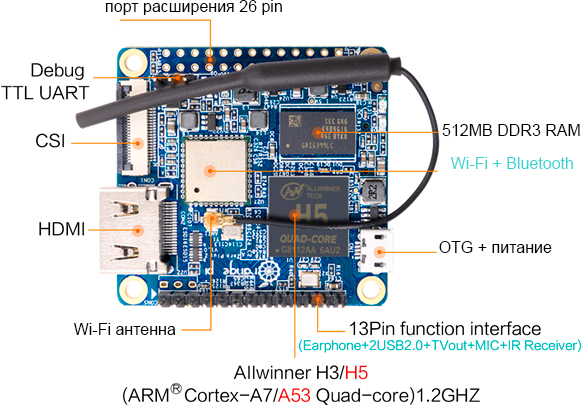 порт расширения 26 pin
Debug
TTL UART
CSI
512MB DDR3 RAM
Wi-Fi + Bluetooth
ALLWINNER
TECH
H5
QUAD-CORE
2R2
HDMI
OTG + питание
range
Wi-Fi антенна
13Pin function interface
(Earphone+2USB2.0+TVout+MIC+IR Receiver)
Allwinner H3/H5
(ARM® Cortex-A7/A53 Quad-core)1.2GHZ